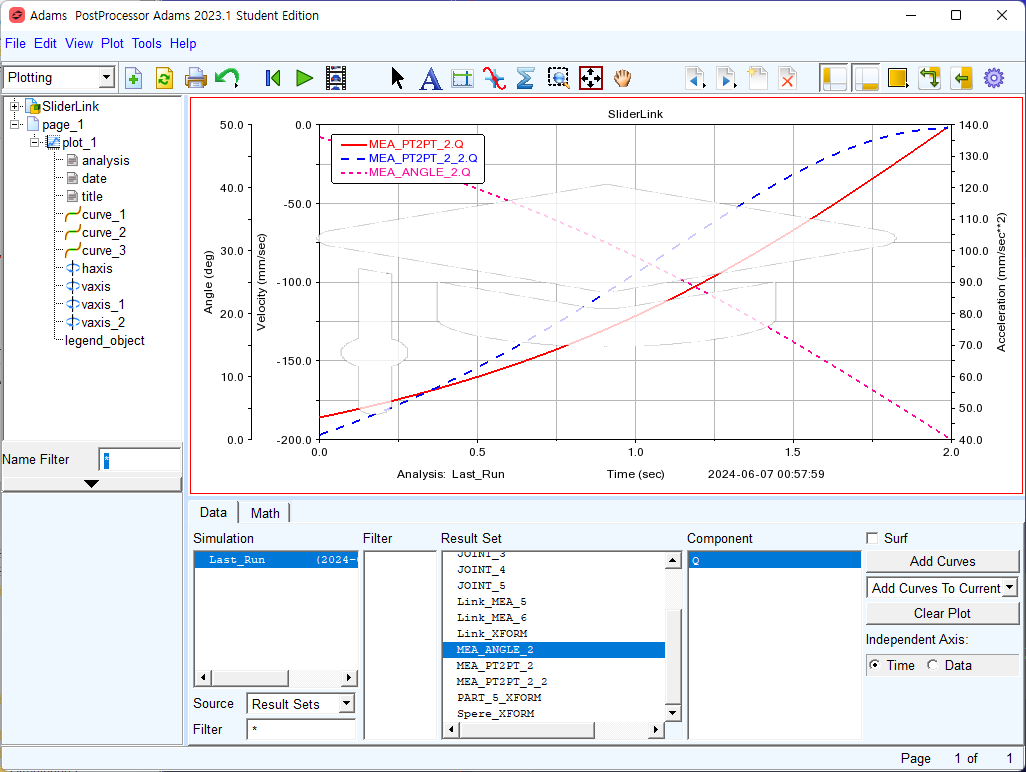 Adams PostProcessor Adams 2023.1 Student Edition
File Edit View Plot Tools Help
Plotting
SliderLink
page_1
plot_1
analysis
date
title
curve_1
curve_2
curve_3
haxis
vaxis
vaxis_1
vaxis_2
legend_object
Name Filter *
SliderLink
MEA_PT2PT_2.Q
MEA_PT2PT_2_2.Q
MEA_ANGLE_2.Q
Angle (deg)
50.0
40.0
30.0
20.0
10.0
0.0
Velocity (mm/sec)
0.0
-50.0
-100.0
-150.0
-200.0
140.0
130.0
120.0
110.0
100.0
90.0
80.0
70.0
60.0
50.0
40.0
Acceleration (mm/sec**2)
0.0 0.5 1.0 1.5 2.0
Analysis: Last_Run Time (sec) 2024-06-07 00:57:59
Data Math
Simulation Filter Result Set Component Surf
Last_Run (2024-
JOINT_3
JOINT_4
JOINT_5
Link_MEA_5
Link_MEA_6
Link_XFORM
MEA_ANGLE_2
MEA_PT2PT_2
MEA_PT2PT_2_2
PART_5_XFORM
Spere_XFORM
Q
Add Curves
Add Curves To Current
Clear Plot
Independent Axis:
Time Data
Source Result Sets
Filter *
Page 1 of 1